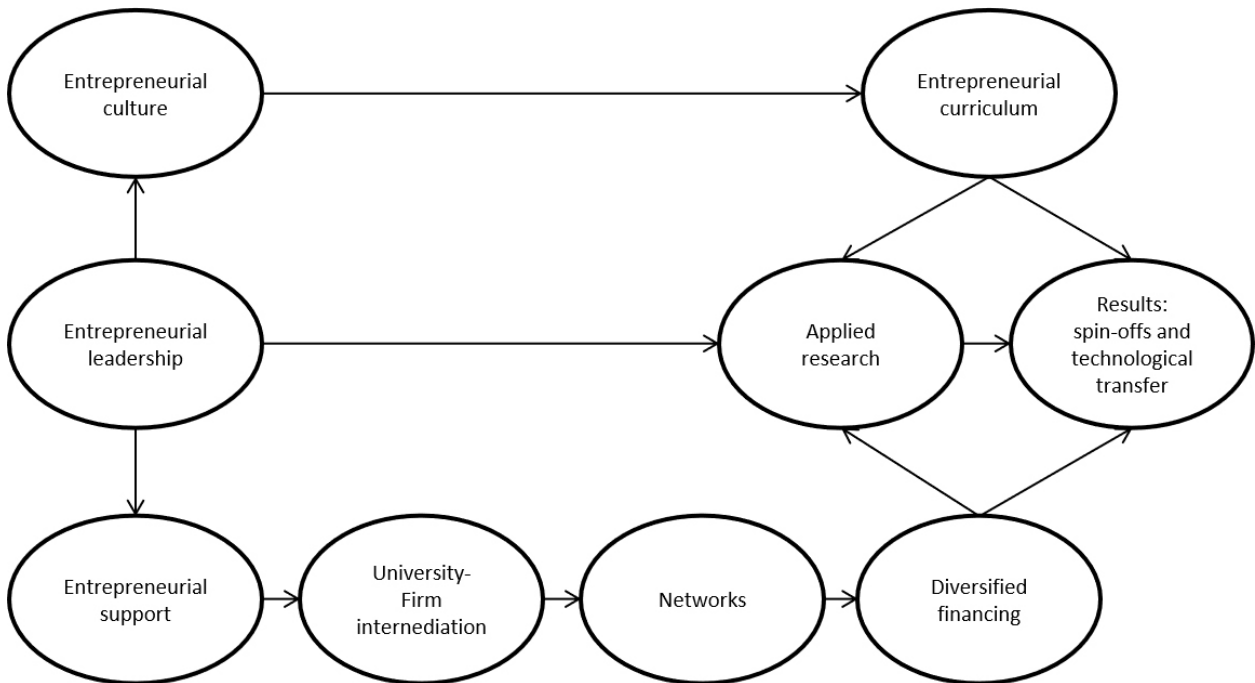 Entrepreneurial
culture
Entrepreneurial
curriculum
Entrepreneurial
leadership
Applied
research
Results:
spin-offs and
technological
transfer
Entrepreneurial
support
University-
Firm
internediation
Networks
Diversified
financing